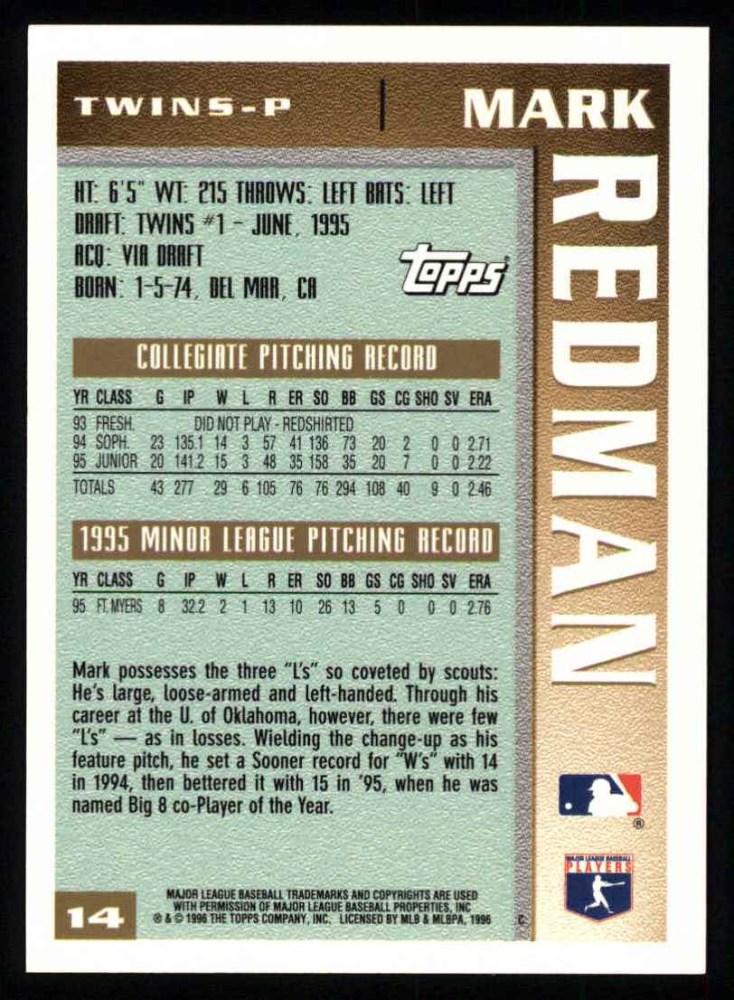 TWINS-P
MARK
REDMAN
HT: 6'5" WT: 215 THROWS: LEFT BATS: LEFT
DRAFT: TWINS #1 - JUNE, 1995
ACQ: VIA DRAFT
BORN: 1-5-74, DEL MAR, CA
Topps
COLLEGIATE PITCHING RECORD
YR CLASS G IP W L R ER SO BB GS CG SHO SV ERA
93 FRESH. DID NOT PLAY - REDSHIRTED
94 SOPH. 23 135.1 14 3 57 41 136 73 20 2 0 0 2.71
95 JUNIOR 20 141.2 15 3 48 35 158 35 20 7 0 0 2.22
TOTALS 43 277 29 6 105 76 76 294 108 40 9 0 2.46
1995 MINOR LEAGUE PITCHING RECORD
YR CLASS G IP W L R ER SO BB GS CG SHO SV ERA
95 FT. MYERS 8 32.2 2 1 13 10 26 13 5 0 0 0 2.76
Mark possesses the three "L's" so coveted by scouts:
He's large, loose-armed and left-handed. Through his
career at the U. of Oklahoma, however, there were few
"L's" — as in losses. Wielding the change-up as his
feature pitch, he set a Sooner record for "W's" with 14
in 1994, then bettered it with 15 in '95, when he was
named Big 8 co-Player of the Year.
®
MAJOR LEAGUE BASEBALL
PLAYERS
14
MAJOR LEAGUE BASEBALL TRADEMARKS AND COPYRIGHTS ARE USED
WITH PERMISSION OF MAJOR LEAGUE BASEBALL PROPERTIES, INC
® & © 1996 THE TOPPS COMPANY, INC. LICENSED BY MLB & MLBPA, 1996
C